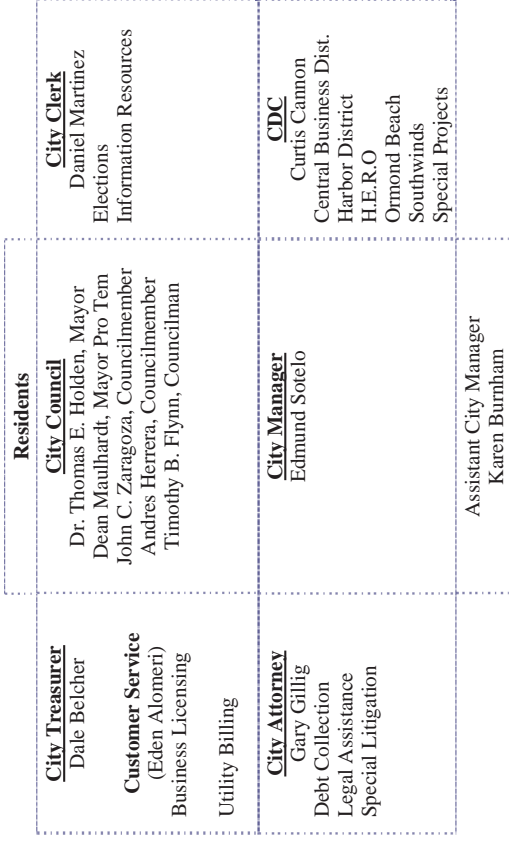 Residents
City Treasurer
Dale Belcher
Customer Service
(Eden Alomeri)
Business Licensing
Utility Billing
City Council
Dr. Thomas E. Holden, Mayor
Dean Maulhardt, Mayor Pro Tem
John C. Zaragoza, Councilmember
Andres Herrera, Councilmember
Timothy B. Flynn, Councilman
City Clerk
Daniel Martinez
Elections
Information Resources
City Attorney
Gary Gillig
Debt Collection
Legal Assistance
Special Litigation
City Manager
Edmund Sotelo
CDC
Curtis Cannon
Central Business Dist.
Harbor District
H.E.R.O
Ormond Beach
Southwinds
Special Projects
Assistant City Manager
Karen Burnham